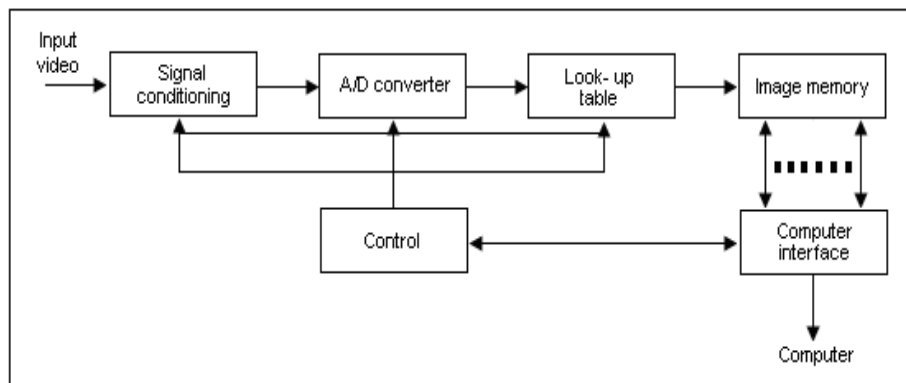 Input
video
Signal
conditioning
A/D converter
Look- up
table
Image memory
Control
Computer
interface
Computer